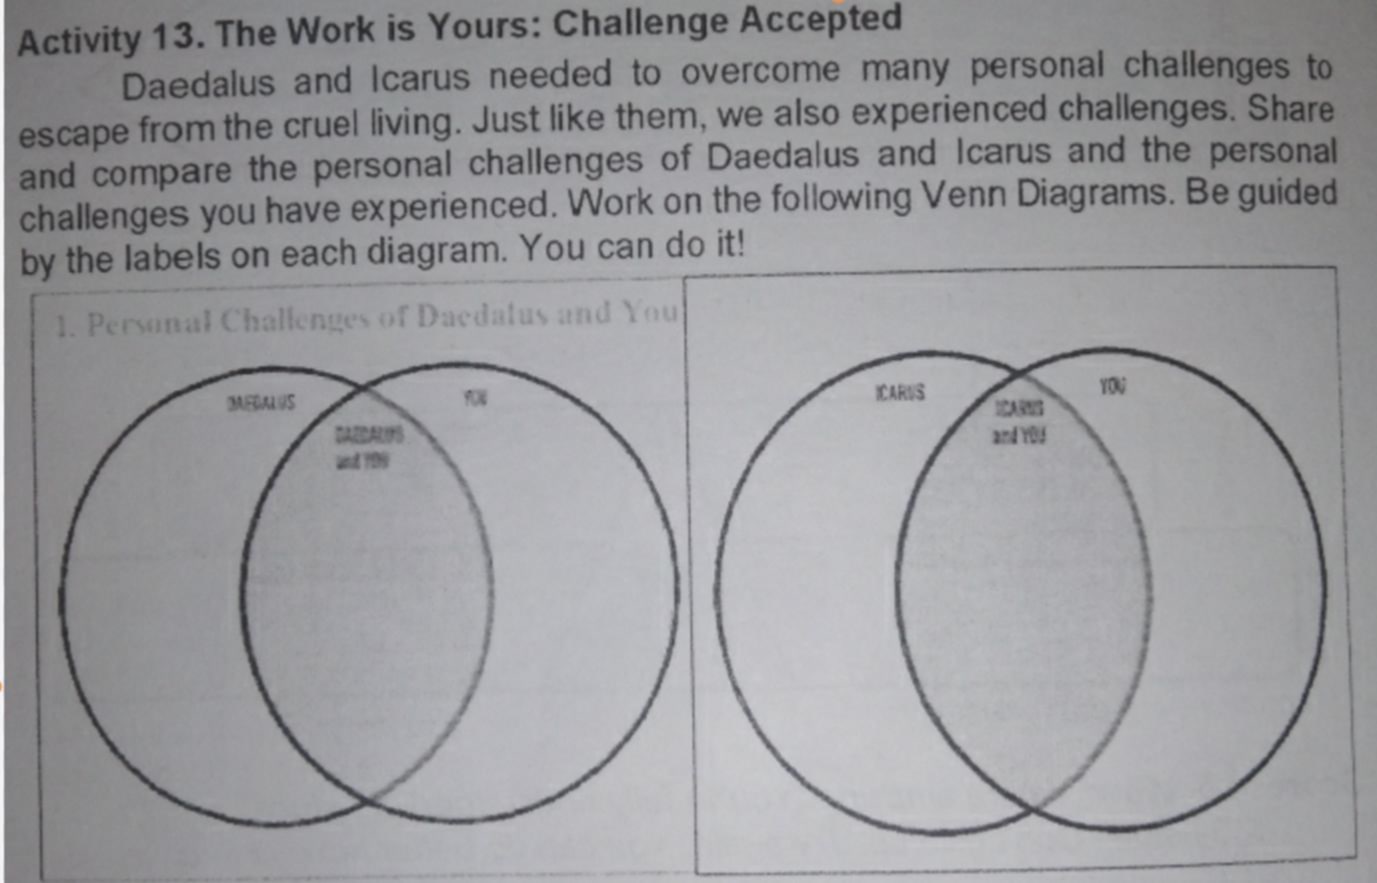 Activity 13. The Work is Yours: Challenge Accepted
Daedalus and Icarus needed to overcome many personal challenges to
escape from the cruel living. Just like them, we also experienced challenges. Share
and compare the personal challenges of Daedalus and Icarus and the personal
challenges you have experienced. Work on the following Venn Diagrams. Be guided
by the labels on each diagram. You can do it!
1. Personal Challenges of Daedalus and You
DAEDALUS
DAEDALUS
and YOU
YOU
ICARUS
ICARUS
and YOU
YOU